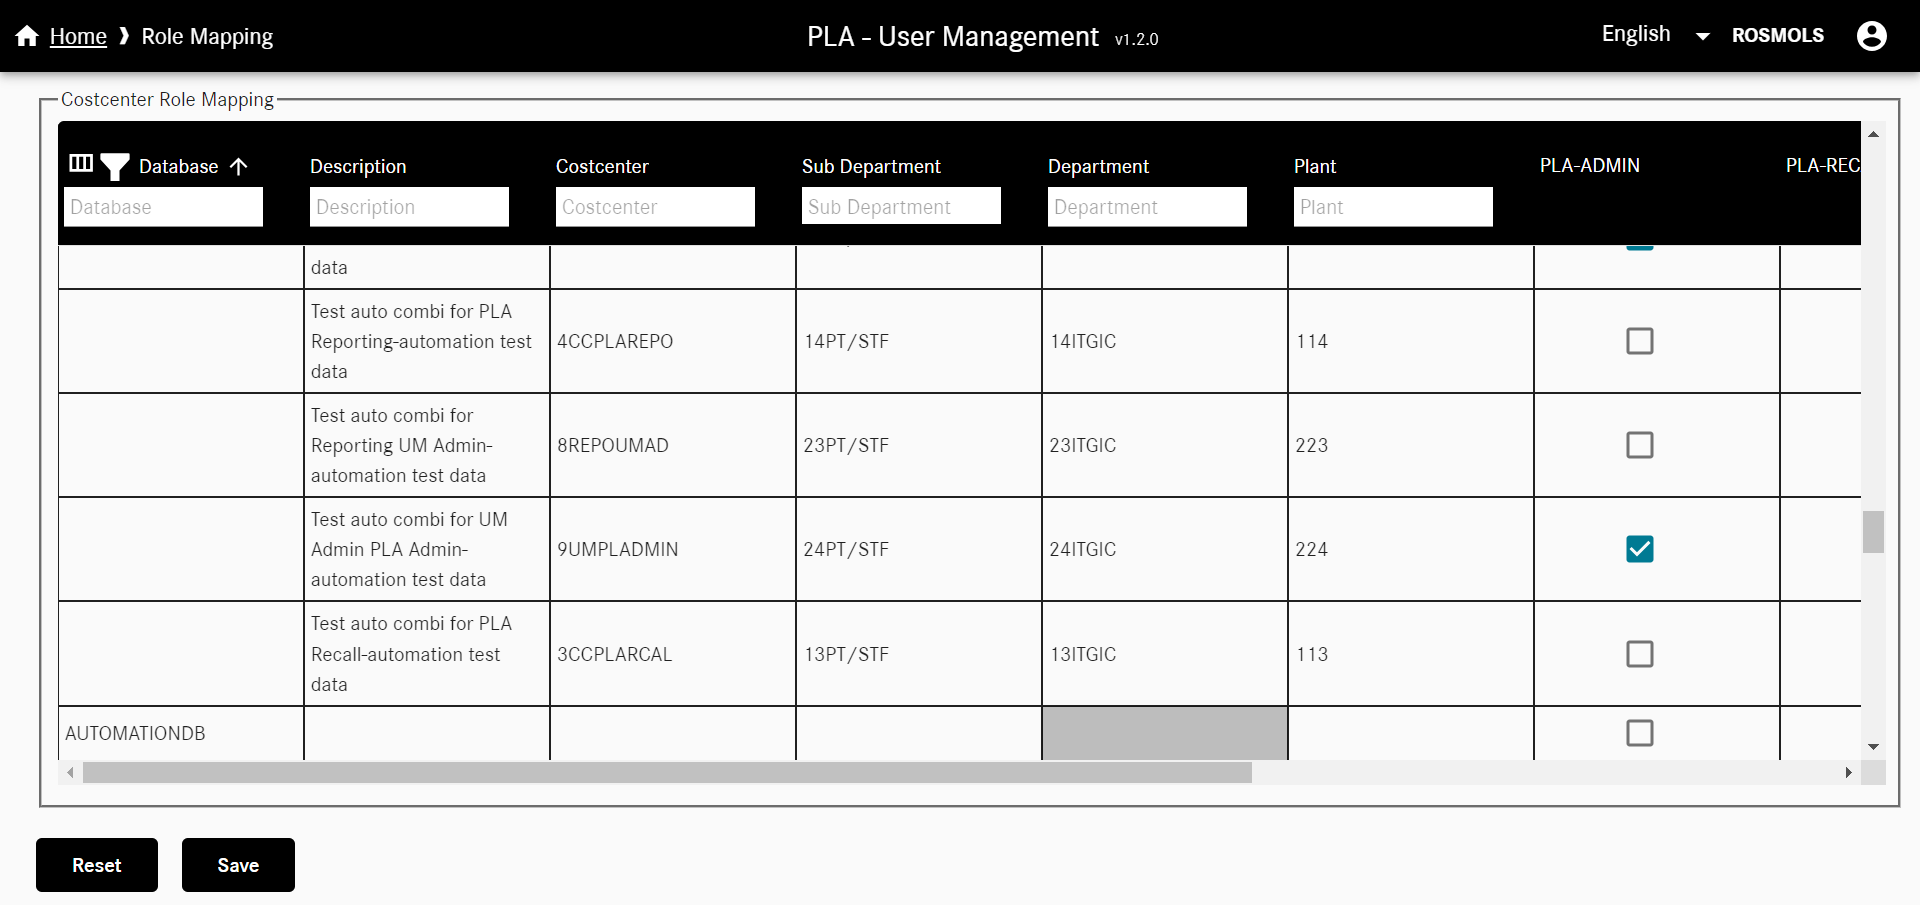 Home ❱ Role Mapping
PLA - User Management v1.2.0
English ROSMOLS
Costcenter Role Mapping
Database Description Costcenter Sub Department Department Plant PLA-ADMIN PLA-REC
Database Description Costcenter Sub Department Department Plant
data
Test auto combi for PLA
Reporting-automation test
data
4CCPLAREPO 14PT/STF 14ITGIC 114
Test auto combi for
Reporting UM Admin-
automation test data
8REPOUMAD 23PT/STF 23ITGIC 223
Test auto combi for UM
Admin PLA Admin-
automation test data
9UMPLADMIN 24PT/STF 24ITGIC 224
Test auto combi for PLA
Recall-automation test
data
3CCPLARCAL 13PT/STF 13ITGIC 113
AUTOMATIONDB
Reset Save